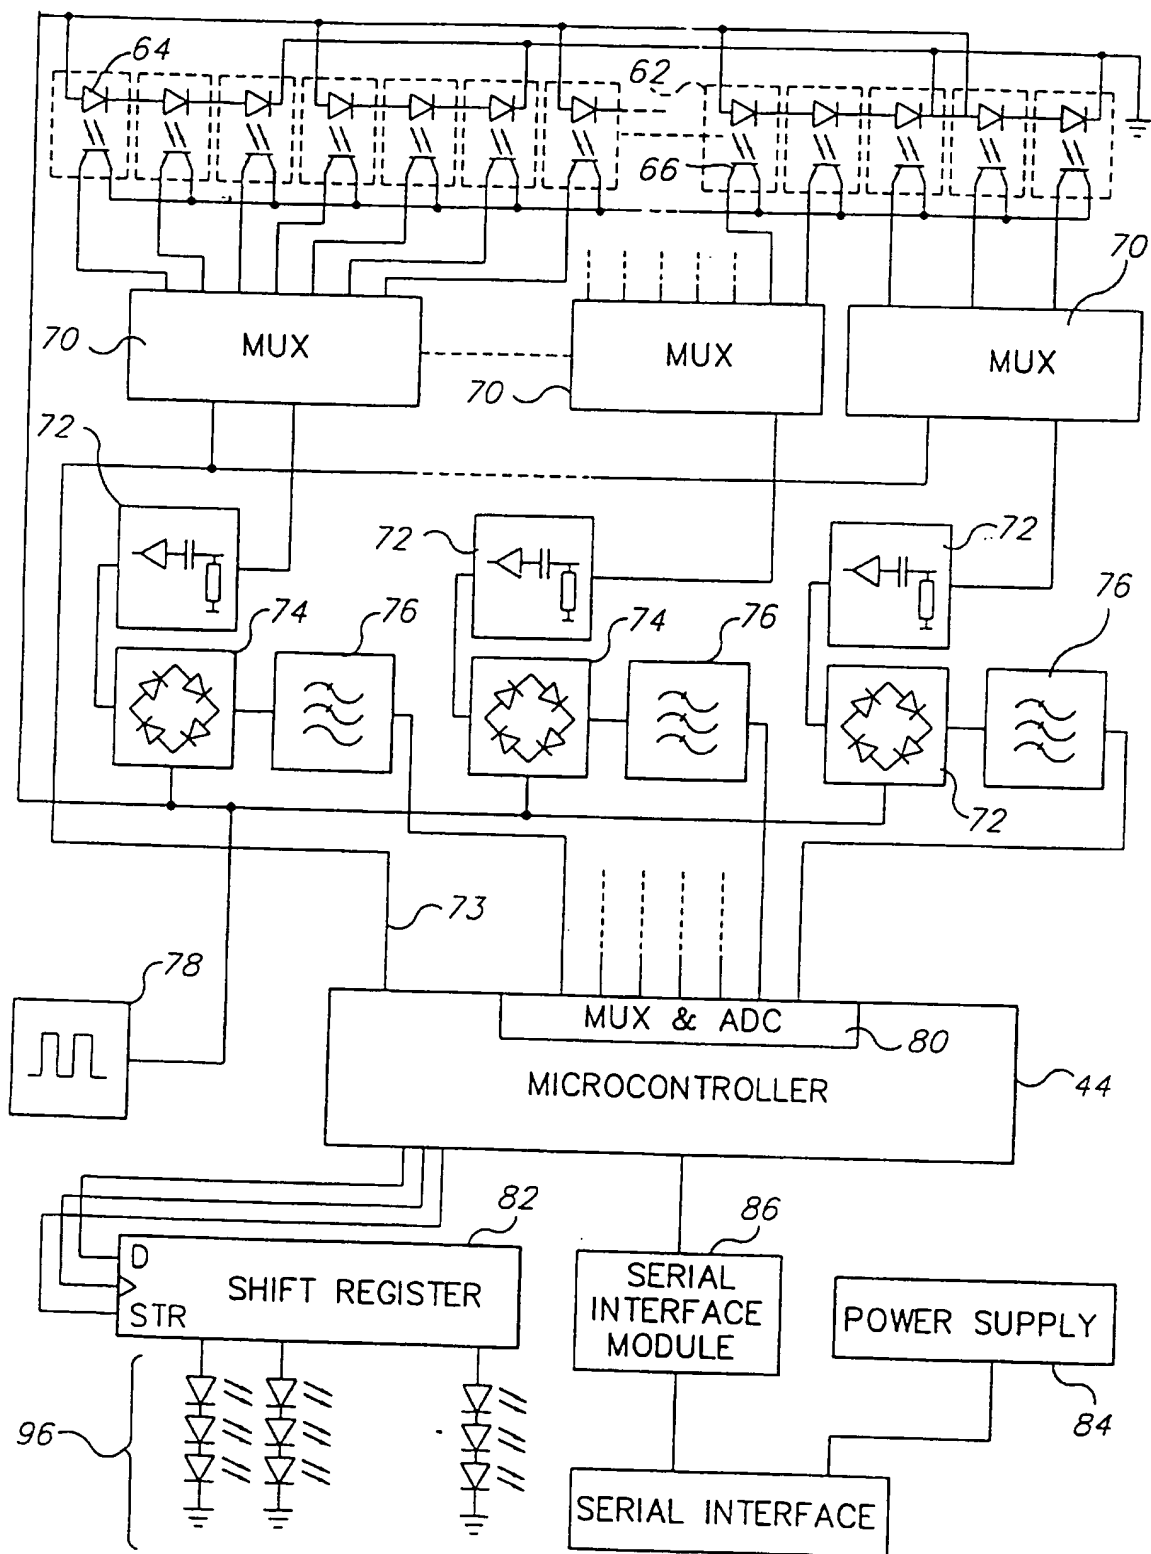 64
62
66
70
MUX
70
MUX
70
MUX
72
72
72
74
76
74
76
76
72
73
78
MUX & ADC
80
MICROCONTROLLER
44
82
D
SHIFT REGISTER
STR
86
SERIAL
INTERFACE
MODULE
POWER SUPPLY
84
96
SERIAL INTERFACE